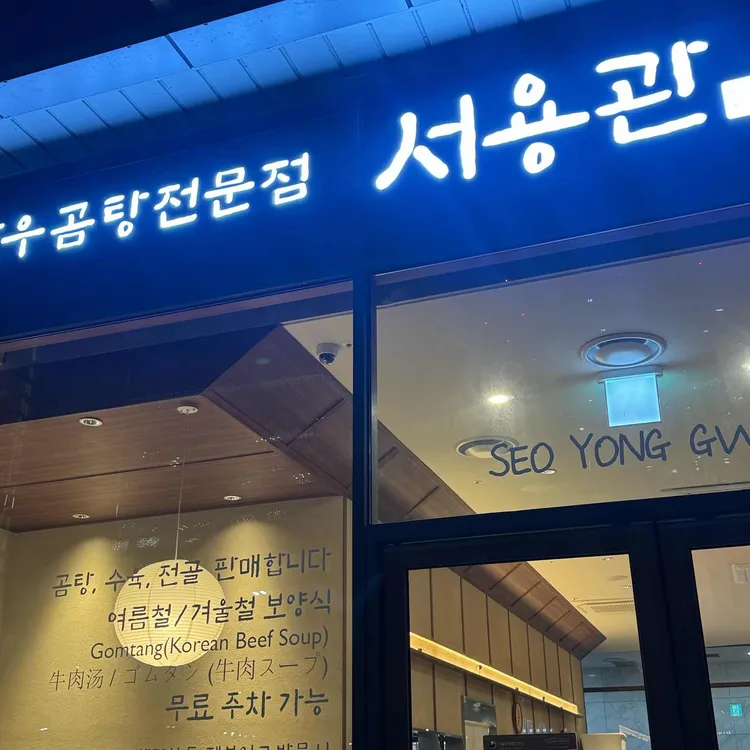 우곰탕전문점 서용관
SEO YONG GW
곰탕, 수육, 전골 판매합니다
여름철/겨울철 보양식
Gomtang(Korean Beef Soup)
牛肉汤 / ゴムタン (牛肉スープ)
무료 주차 가능